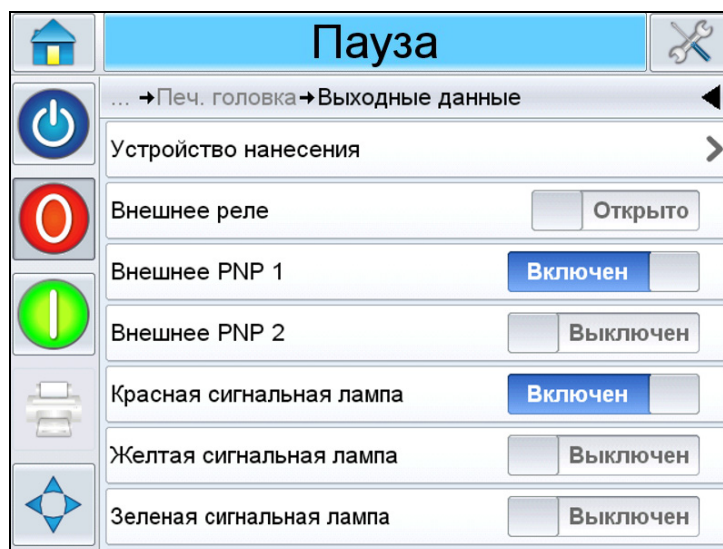 Пауза
... →Печ. головка→Выходные данные
Устройство нанесения
Внешнее реле Открыто
Внешнее PNP 1 Включен
Внешнее PNP 2 Выключен
Красная сигнальная лампа Включен
Желтая сигнальная лампа Выключен
Зеленая сигнальная лампа Выключен